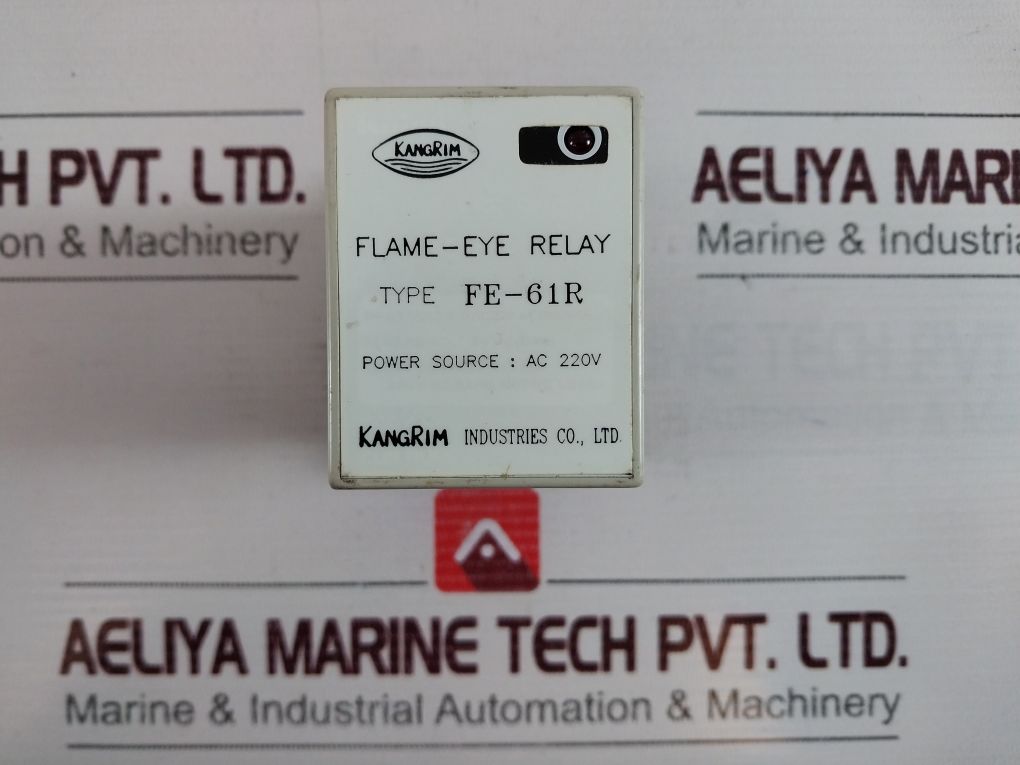 H PVT. LTD.
on & Machinery
AELIYA MARI
Marine & Industria
KANGRIM
FLAME-EYE RELAY
TYPE FE-61R
POWER SOURCE : AC 220V
KANGRIM INDUSTRIES CO., LTD.
AELIYA MARINE TECH PVT. LTD.
Marine & Industrial Automation & Machinery